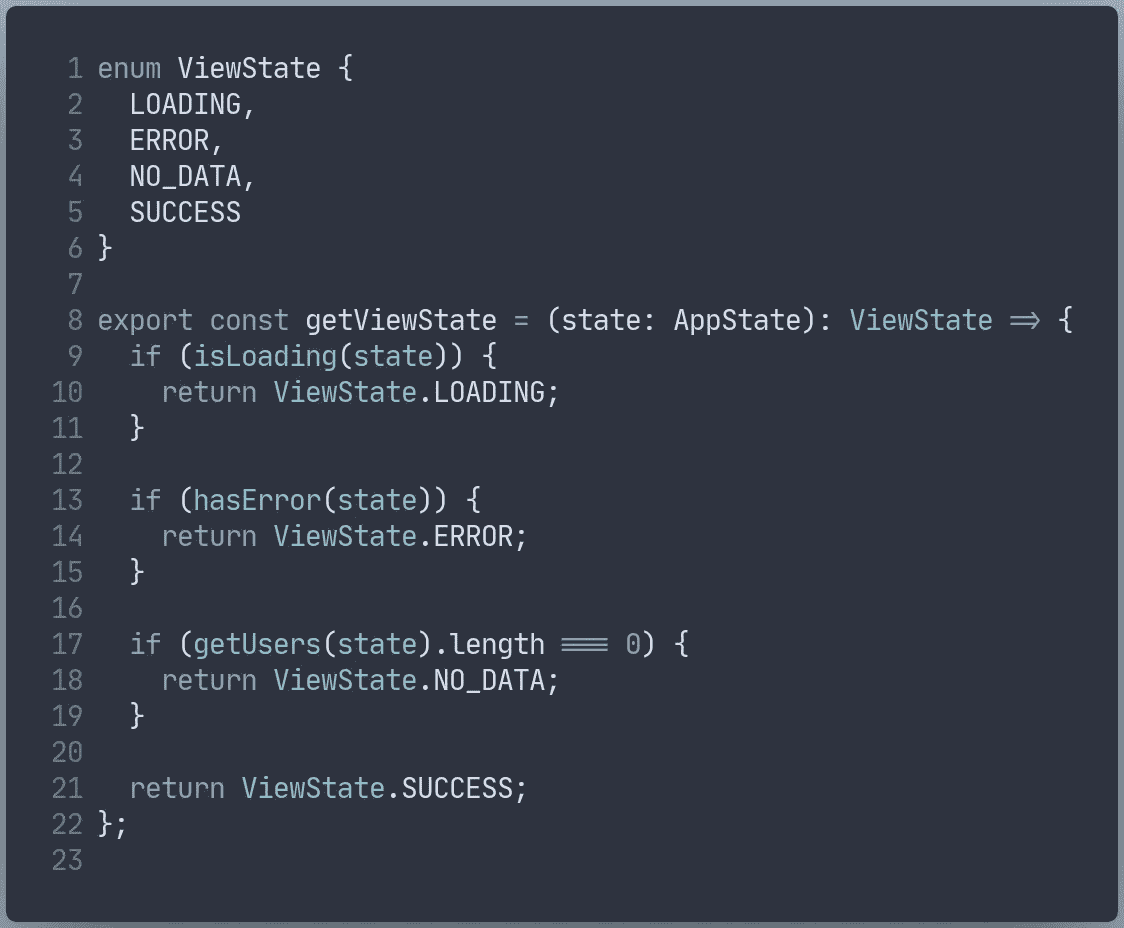 1 enum ViewState {
2   LOADING,
3   ERROR,
4   NO_DATA,
5   SUCCESS
6 }
7
8 export const getViewState = (state: AppState): ViewState => {
9   if (isLoading(state)) {
10     return ViewState.LOADING;
11   }
12
13   if (hasError(state)) {
14     return ViewState.ERROR;
15   }
16
17   if (getUsers(state).length === 0) {
18     return ViewState.NO_DATA;
19   }
20
21   return ViewState.SUCCESS;
22 };
23